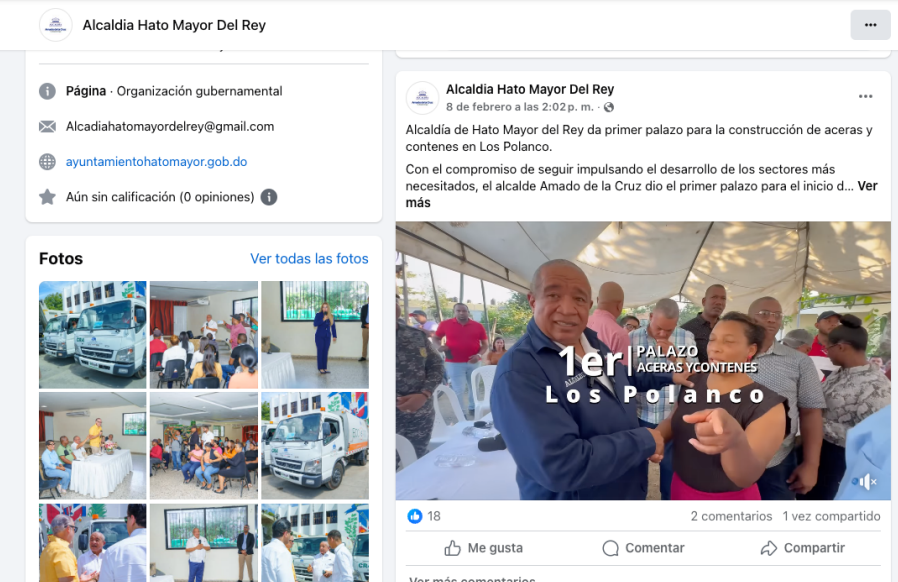 Alcaldia Hato Mayor Del Rey
Página · Organización gubernamental
Alcadiahatomayordelrey@gmail.com
ayuntamientohatomayor.gob.do
Aún sin calificación (0 opiniones)
Fotos
Ver todas las fotos
Alcaldia Hato Mayor Del Rey
8 de febrero a las 2:02 p. m. ·
Alcaldía de Hato Mayor del Rey da primer palazo para la construcción de aceras y
contenes en Los Polanco.
Con el compromiso de seguir impulsando el desarrollo de los sectores más
necesitados, el alcalde Amado de la Cruz dio el primer palazo para el inicio d... Ver
más
1er
PALAZO
ACERAS YCONTENES
Los Polanco
18
2 comentarios
1 vez compartido
Me gusta
Comentar
Compartir
Ver más comentarios